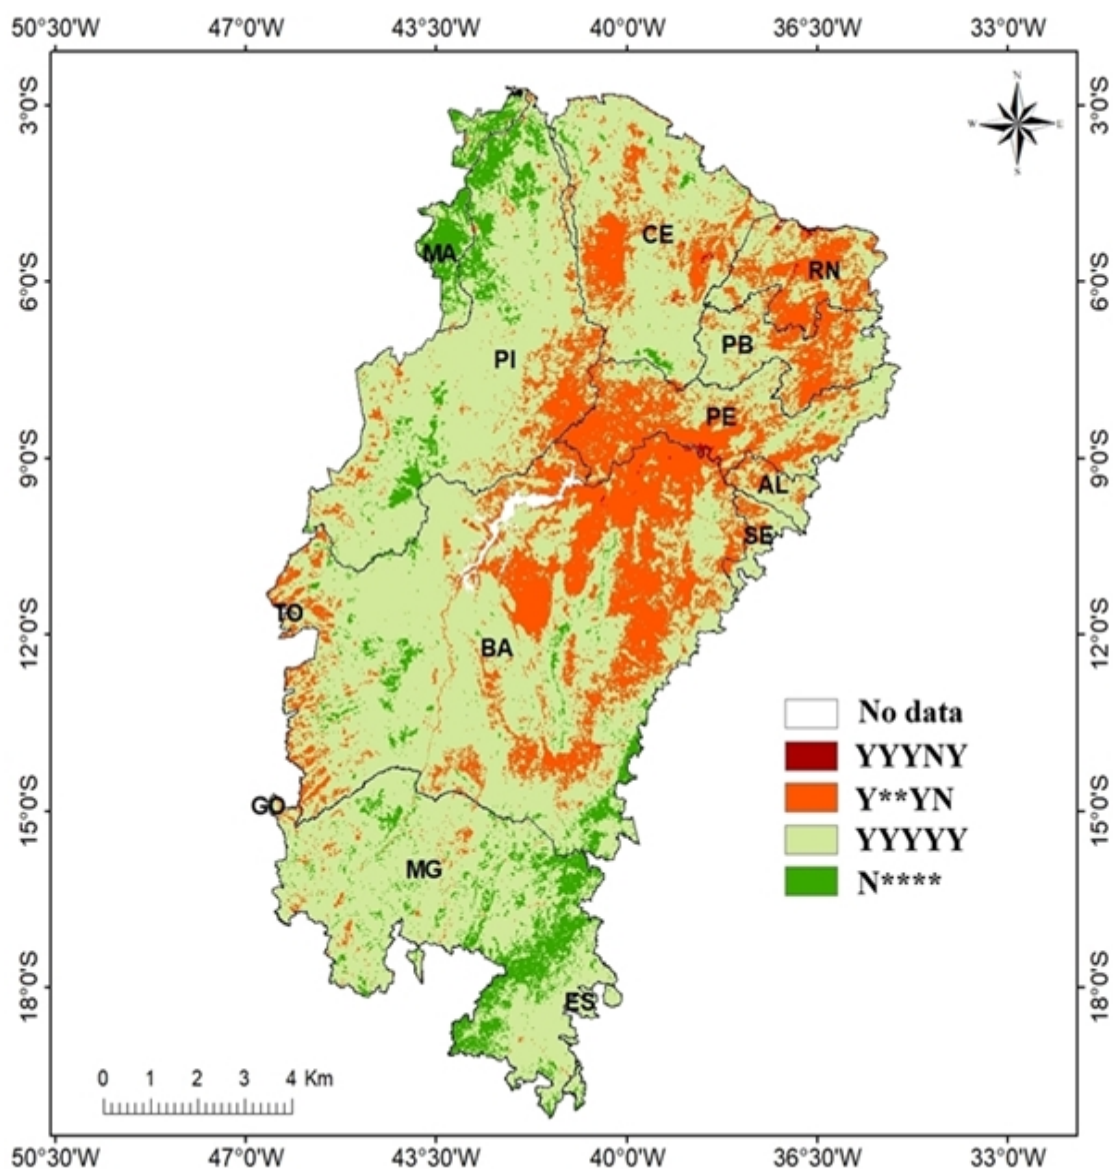 50°30'W 47°0'W 43°30'W 40°0'W 36°30'W 33°0'W
N
W E
S
3°0'S 3°0'S
CE
MA
RN
6°0'S 6°0'S
PB
PI
PE
9°0'S 9°0'S
AL
SE
TO
12°0'S 12°0'S
BA
No data
YYYNY
Y**YN
YYYYY
N****
GO
15°0'S 15°0'S
MG
18°0'S 18°0'S
ES
0 1 2 3 4 Km
50°30'W 47°0'W 43°30'W 40°0'W 36°30'W 33°0'W